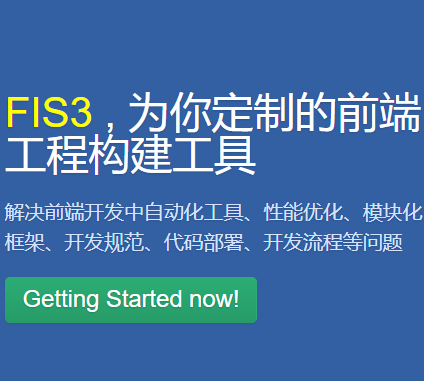 FIS3 , 为你定制的前端
工程构建工具
解决前端开发中自动化工具、性能优化、模块化
框架、开发规范、代码部署、开发流程等问题
Getting Started now!